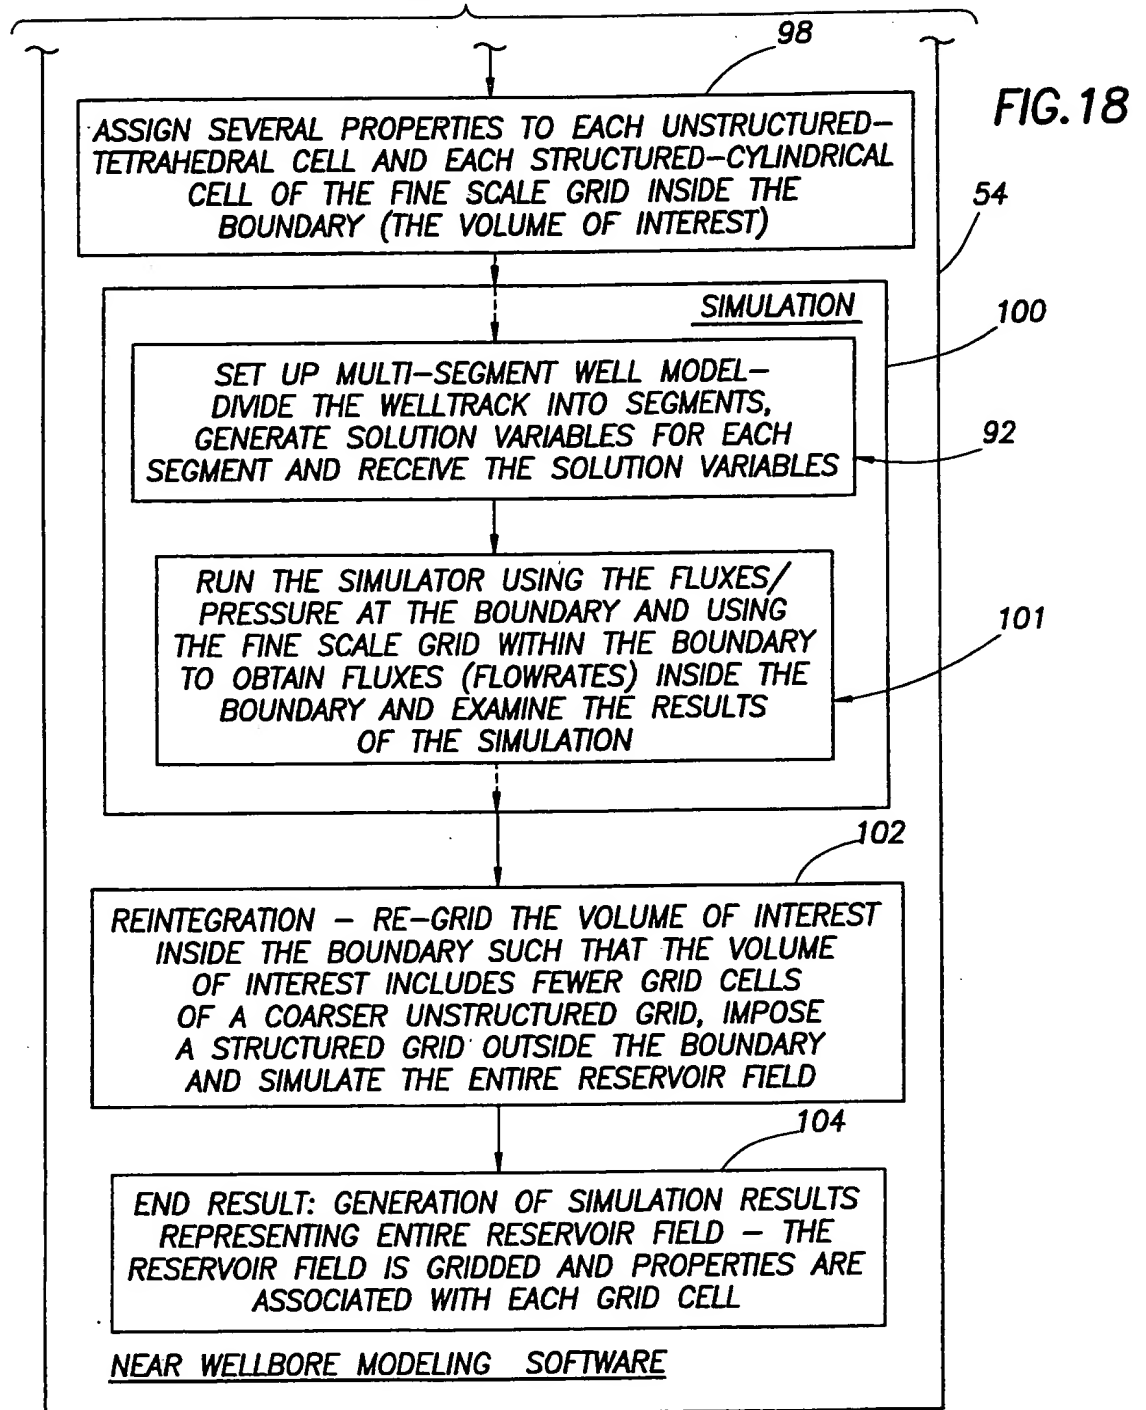 98
FIG.18
ASSIGN SEVERAL PROPERTIES TO EACH UNSTRUCTURED-
TETRAHEDRAL CELL AND EACH STRUCTURED-CYLINDRICAL
CELL OF THE FINE SCALE GRID INSIDE THE
BOUNDARY (THE VOLUME OF INTEREST)
54
SIMULATION
100
SET UP MULTI-SEGMENT WELL MODEL-
DIVIDE THE WELLTRACK INTO SEGMENTS,
GENERATE SOLUTION VARIABLES FOR EACH
SEGMENT AND RECEIVE THE SOLUTION VARIABLES
92
RUN THE SIMULATOR USING THE FLUXES/
PRESSURE AT THE BOUNDARY AND USING
THE FINE SCALE GRID WITHIN THE BOUNDARY
TO OBTAIN FLUXES (FLOWRATES) INSIDE THE
BOUNDARY AND EXAMINE THE RESULTS
OF THE SIMULATION
101
102
REINTEGRATION - RE-GRID THE VOLUME OF INTEREST
INSIDE THE BOUNDARY SUCH THAT THE VOLUME
OF INTEREST INCLUDES FEWER GRID CELLS
OF A COARSER UNSTRUCTURED GRID, IMPOSE
A STRUCTURED GRID OUTSIDE THE BOUNDARY
AND SIMULATE THE ENTIRE RESERVOIR FIELD
104
END RESULT: GENERATION OF SIMULATION RESULTS
REPRESENTING ENTIRE RESERVOIR FIELD - THE
RESERVOIR FIELD IS GRIDDED AND PROPERTIES ARE
ASSOCIATED WITH EACH GRID CELL
NEAR WELLBORE MODELING SOFTWARE